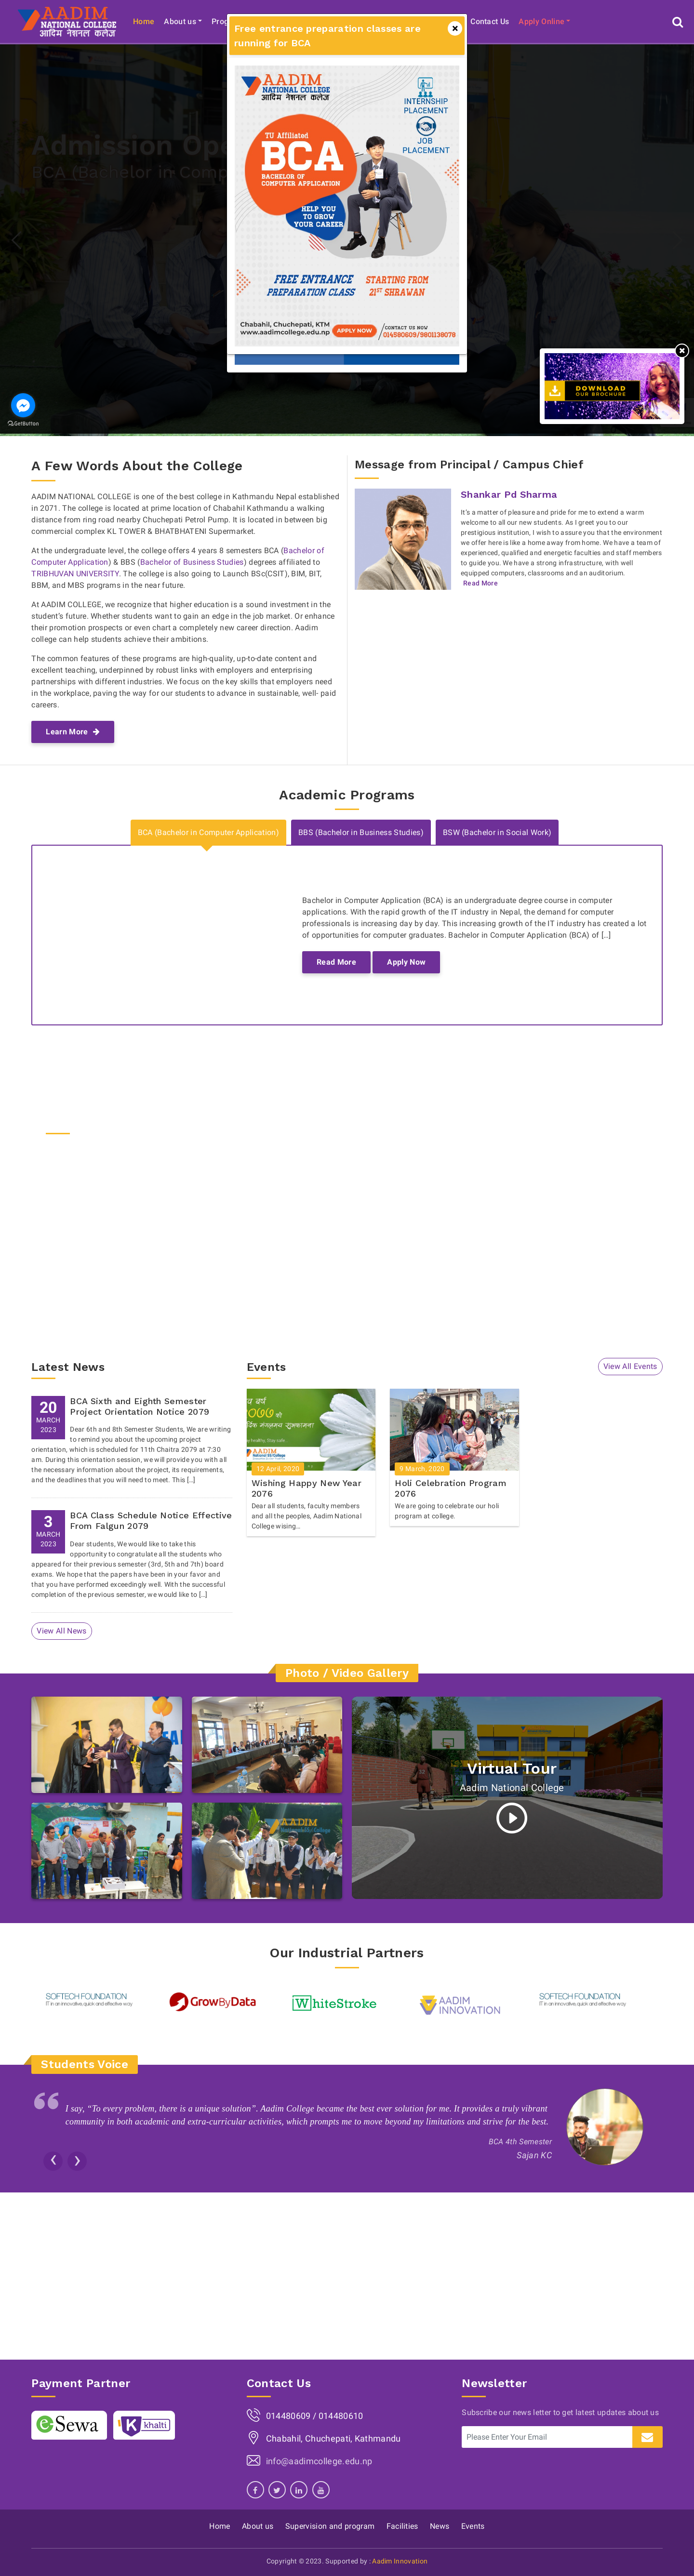 AADIM
NATIONAL COLLEGE
आदिम नेशनल कलेज
Home
About us
Contact Us
Apply Online
Free entrance preparation classes are
running for BCA
AADIM
NATIONAL COLLEGE
आदिम नेशनल कलेज
INTERNSHIP
PLACEMENT
JOB
PLACEMENT
TU Affiliated
BCA
BACHELOR OF
COMPUTER APPLICATION
HELP YOU
TO GROW
YOUR CAREER
FREE ENTRANCE
PREPARATION CLASS
STARTING FROM
21ST SHRAWAN
Chabahil, Chuchepati, KTM
www.aadimcollege.edu.np
APPLY NOW
CONTACT US NOW
014580609/9801138079
DOWNLOAD
OUR BROCHURE
GetButton
A Few Words About the College
AADIM NATIONAL COLLEGE is one of the best college in Kathmandu Nepal established
in 2071. The college is located at prime location of Chabahil Kathmandu a walking
distance from ring road nearby Chuchepati Petrol Pump. It is located in between big
commercial complex KL TOWER & BHATBHATENI Supermarket.
At the undergraduate level, the college offers 4 years 8 semesters BCA (Bachelor of
Computer Application) & BBS (Bachelor of Business Studies) degrees affiliated to
TRIBHUVAN UNIVERSITY. The college is also going to Launch BSc(CSIT), BIM, BIT,
BBM, and MBS programs in the near future.
At AADIM COLLEGE, we recognize that higher education is a sound investment in the
student's future. Whether students want to gain an edge in the job market. Or enhance
their promotion prospects or even chart a completely new career direction. Aadim
college can help students achieve their ambitions.
The common features of these programs are high-quality, up-to-date content and
excellent teaching, underpinned by robust links with employers and enterprising
partnerships with different industries. We focus on the key skills that employers need
in the workplace, paving the way for our students to advance in sustainable, well- paid
careers.
Learn More
Message from Principal / Campus Chief
Shankar Pd Sharma
It's a matter of pleasure and pride for me to extend a warm
welcome to all our new students. As I greet you to our
prestigious institution, I wish to assure you that the environment
we offer here is like a home away from home. We have a team of
experienced, qualified and energetic faculties and staff members
to guide you. We have a strong infrastructure, with well
equipped computers, classrooms and an auditorium.
Read More
Academic Programs
BCA (Bachelor in Computer Application)
BBS (Bachelor in Business Studies)
BSW (Bachelor in Social Work)
Bachelor in Computer Application (BCA) is an undergraduate degree course in computer
applications. With the rapid growth of the IT industry in Nepal, the demand for computer
professionals is increasing day by day. This increasing growth of the IT industry has created a lot
of opportunities for computer graduates. Bachelor in Computer Application (BCA) of [...]
Read More
Apply Now
Latest News
20
MARCH
2023
BCA Sixth and Eighth Semester
Project Orientation Notice 2079
Dear 6th and 8th Semester Students, We are writing
to remind you about the upcoming project
orientation, which is scheduled for 11th Chaitra 2079 at 7:30
am. During this orientation session, we will provide you with all
the necessary information about the project, its requirements,
and the deadlines that you will need to meet. This [...]
3
MARCH
2023
BCA Class Schedule Notice Effective
From Falgun 2079
Dear students, We would like to take this
opportunity to congratulate all the students who
appeared for their previous semester (3rd, 5th and 7th) board
exams. We hope that the papers have been in your favor and
that you have performed exceedingly well. With the successful
completion of the previous semester, we would like to [...]
View All News
Events
View All Events
12 April, 2020
Wishing Happy New Year
2076
Dear all students, faculty members
and all the peoples, Aadim National
College wising...
9 March, 2020
Holi Celebration Program
2076
We are going to celebrate our holi
program at college.
Photo / Video Gallery
AADIM
Virtual Tour
Aadim National College
Our Industrial Partners
SOFTECH FOUNDATION
IT in an innovative, quick and effective way
GrowByData
WhiteStroke
AADIM
INNOVATION
SOFTECH FOUNDATION
IT in an innovative, quick and effective way
Students Voice
I say, “To every problem, there is a unique solution”. Aadim College became the best ever solution for me. It provides a truly vibrant
community in both academic and extra-curricular activities, which prompts me to move beyond my limitations and strive for the best.
BCA 4th Semester
Sajan KC
Payment Partner
eSewa
khalti
Contact Us
014480609 / 014480610
Chabahil, Chuchepati, Kathmandu
info@aadimcollege.edu.np
Newsletter
Subscribe our news letter to get latest updates about us
Please Enter Your Email
Home
About us
Supervision and program
Facilities
News
Events
Copyright © 2023. Supported by : Aadim Innovation